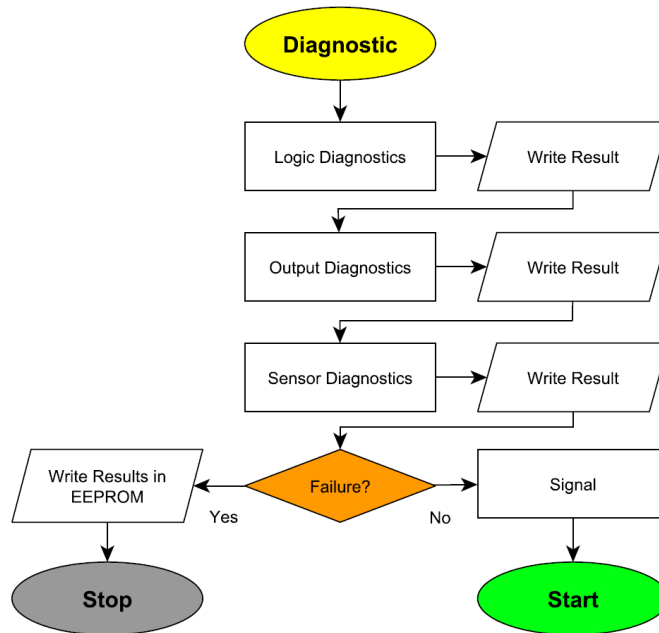 Diagnostic
Logic Diagnostics
Write Result
Output Diagnostics
Write Result
Sensor Diagnostics
Write Result
Write Results in
EEPROM
Failure?
Signal
Yes
No
Stop
Start